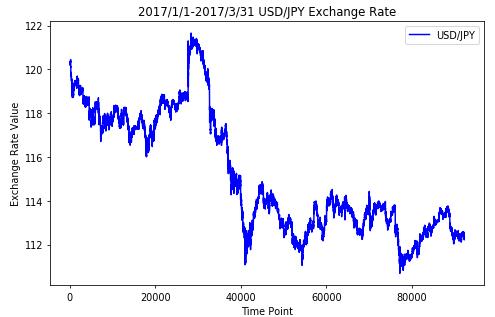 2017/1/1-2017/3/31 USD/JPY Exchange Rate
USD/JPY
Exchange Rate Value
122
120
118
116
114
112
0 20000 40000 60000 80000
Time Point